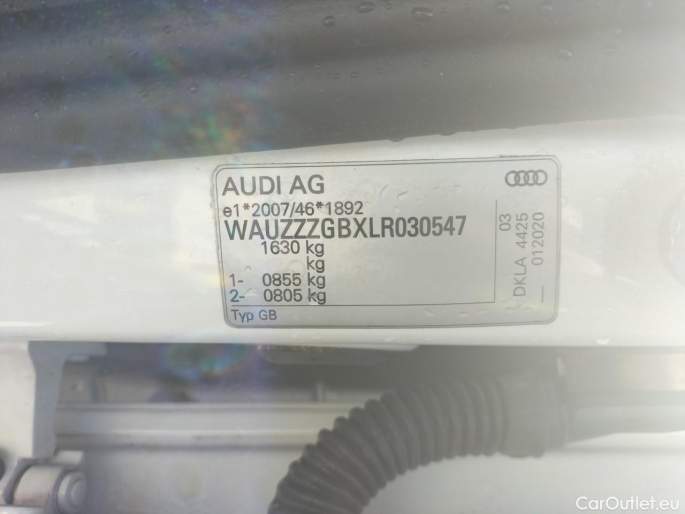 AUDI AG
e1*2007/46*1892
WAUZZZGBXLR030547
1630 kg
kg
1- 0855 kg
2- 0805 kg
Typ GB
03
DKLA 4425
__ 012020
CarOutlet.eu